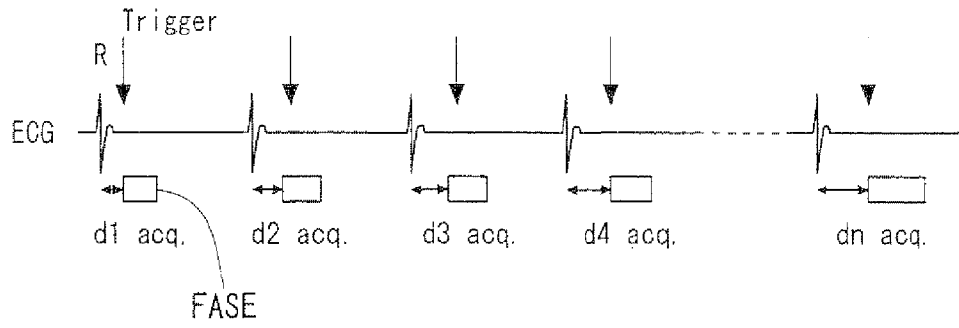 Trigger
R
ECG
d1 acq. d2 acq. d3 acq. d4 acq. dn acq.
FASE